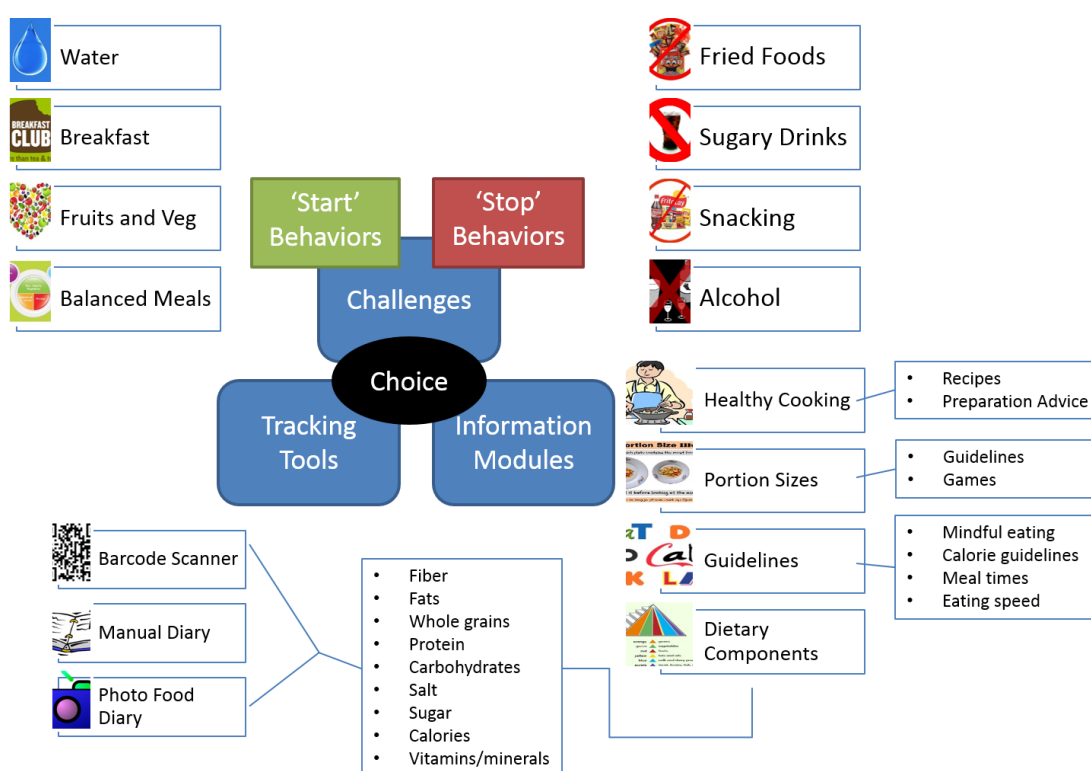 Water
BREAKFAST
CLUB
Breakfast
Fruits and Veg
Balanced Meals
‘Start’
Behaviors
‘Stop’
Behaviors
Challenges
Choice
Tracking
Tools
Information
Modules
Fried Foods
Sugary Drinks
Snacking
Alcohol
Healthy Cooking
• Recipes
• Preparation Advice
Portion Sizes
• Guidelines
• Games
Guidelines
• Mindful eating
• Calorie guidelines
• Meal times
• Eating speed
Dietary
Components
Barcode Scanner
Manual Diary
Photo Food
Diary
• Fiber
• Fats
• Whole grains
• Protein
• Carbohydrates
• Salt
• Sugar
• Calories
• Vitamins/minerals